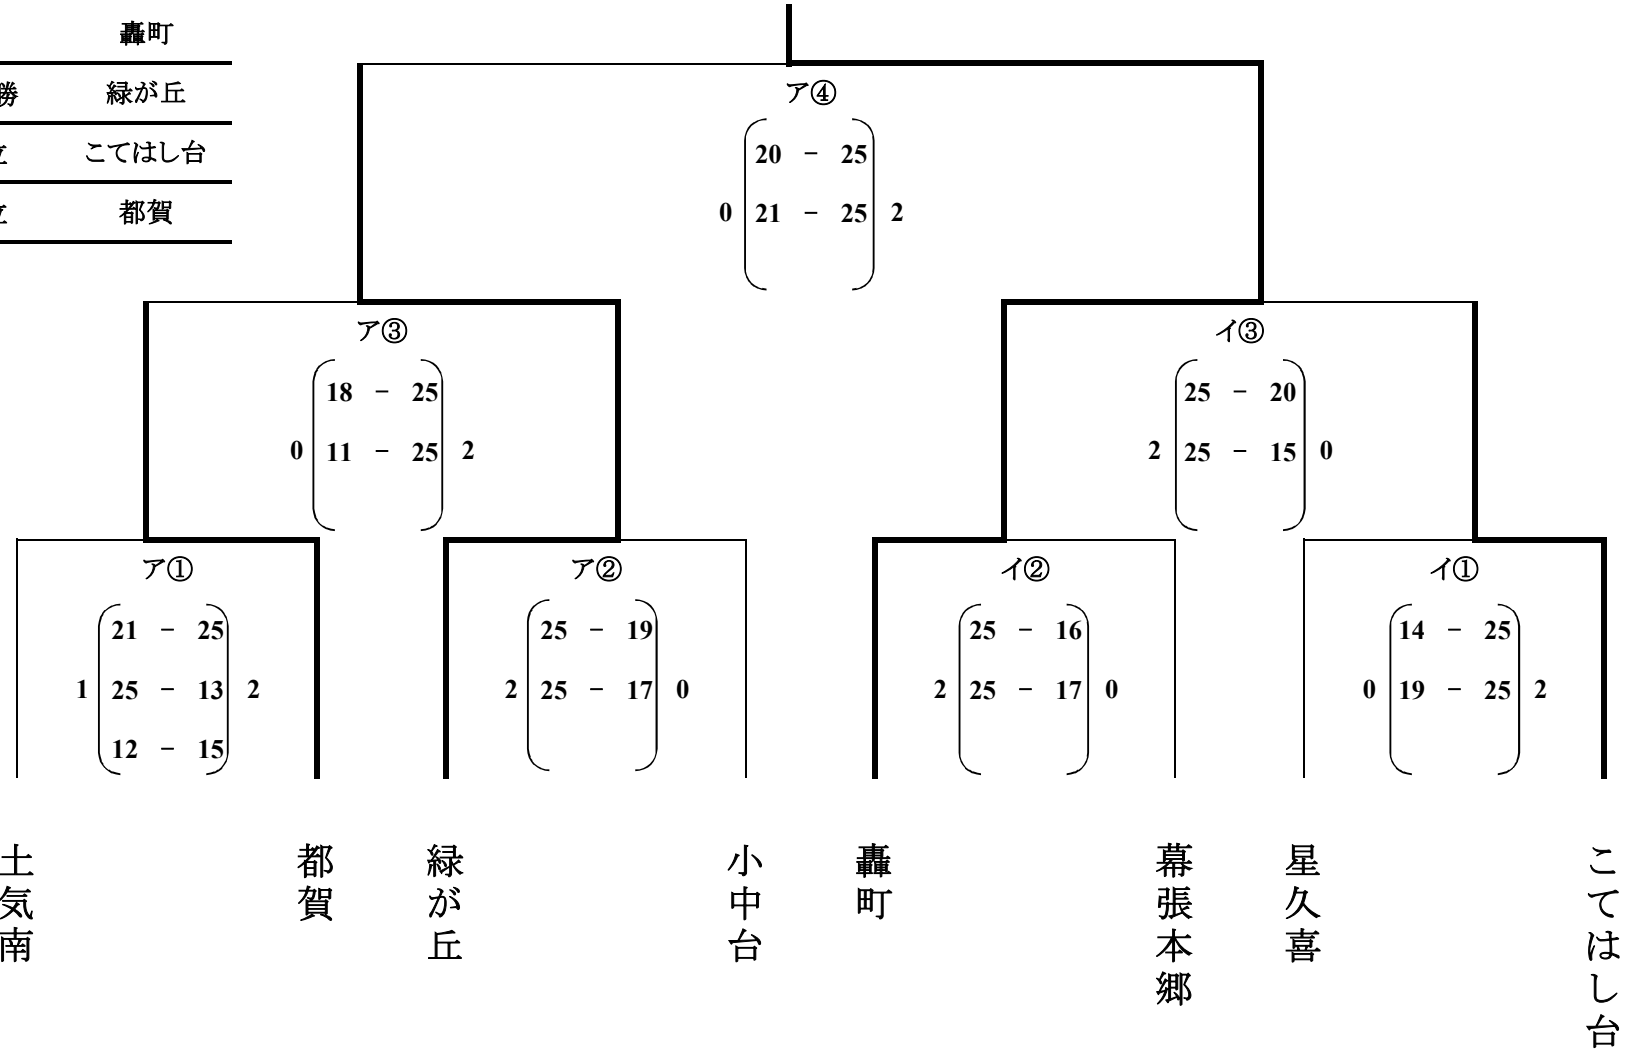 轟町
勝 緑が丘
位 こてはし台
位 都賀
ア④
20 － 25
0 21 － 25 2
ア③
18 － 25
0 11 － 25 2
イ③
25 － 20
2 25 － 15 0
ア①
21 － 25
1 25 － 13 2
12 － 15
ア②
25 － 19
2 25 － 17 0
イ②
25 － 16
2 25 － 17 0
イ①
14 － 25
0 19 － 25 2
土気南
都賀
緑が丘
小中台
轟町
幕張本郷
星久喜
こてはし台